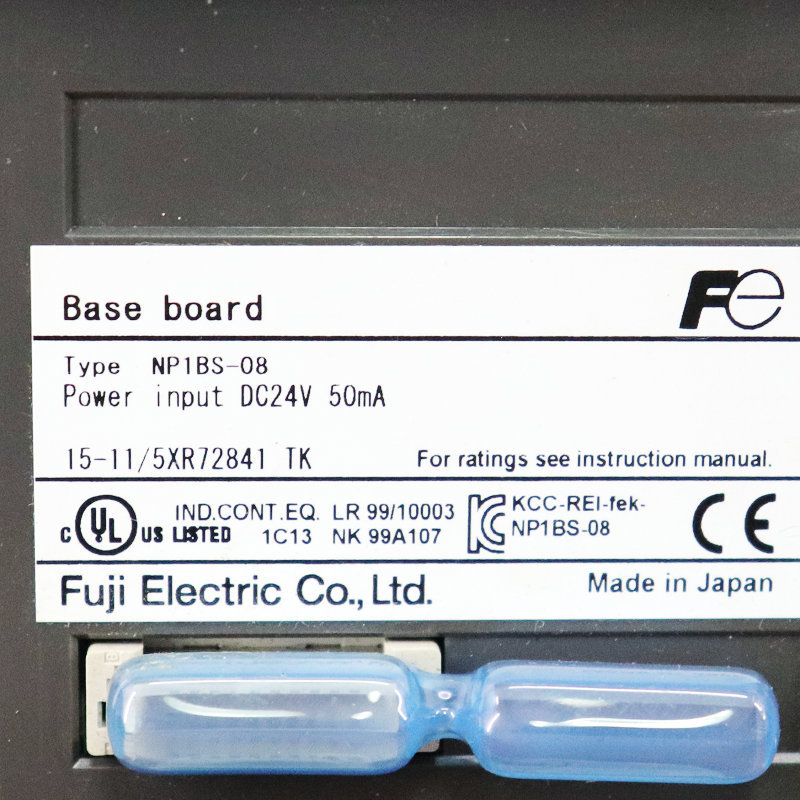 Base board
Fe
Type NP1BS-08
Power input DC24V 50mA
15-11/5XR72841 TK
For ratings see instruction manual.
C UL US LISTED
IND.CONT.EQ. LR 99/10003
1C13 NK 99A107
KCC-REI-fek-
NP1BS-08
CE
Fuji Electric Co., Ltd.
Made in Japan